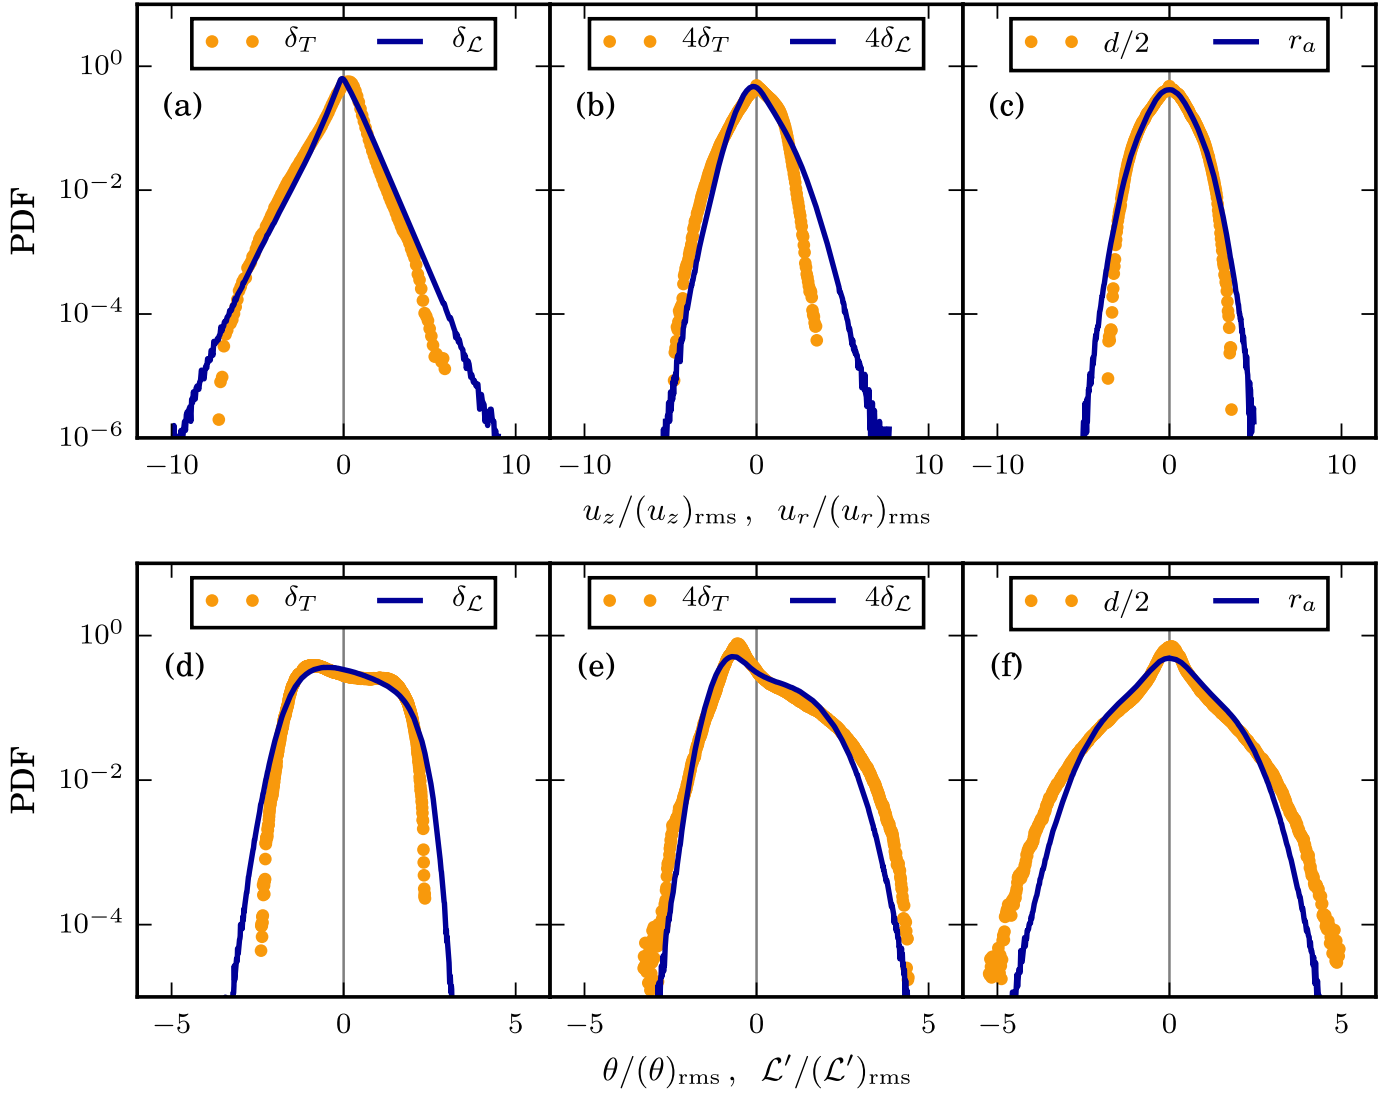 δ_T δ_ℒ 4δ_T 4δ_ℒ d/2 r_a
(a) (b) (c)
PDF
10^0
10^−2
10^−4
10^−6
−10 0 10 −10 0 10 −10 0 10
u_z/(u_z)_rms , u_r/(u_r)_rms
δ_T δ_ℒ 4δ_T 4δ_ℒ d/2 r_a
(d) (e) (f)
PDF
10^0
10^−2
10^−4
−5 0 5 −5 0 5 −5 0 5
θ/(θ)_rms , ℒ′/(ℒ′)_rms